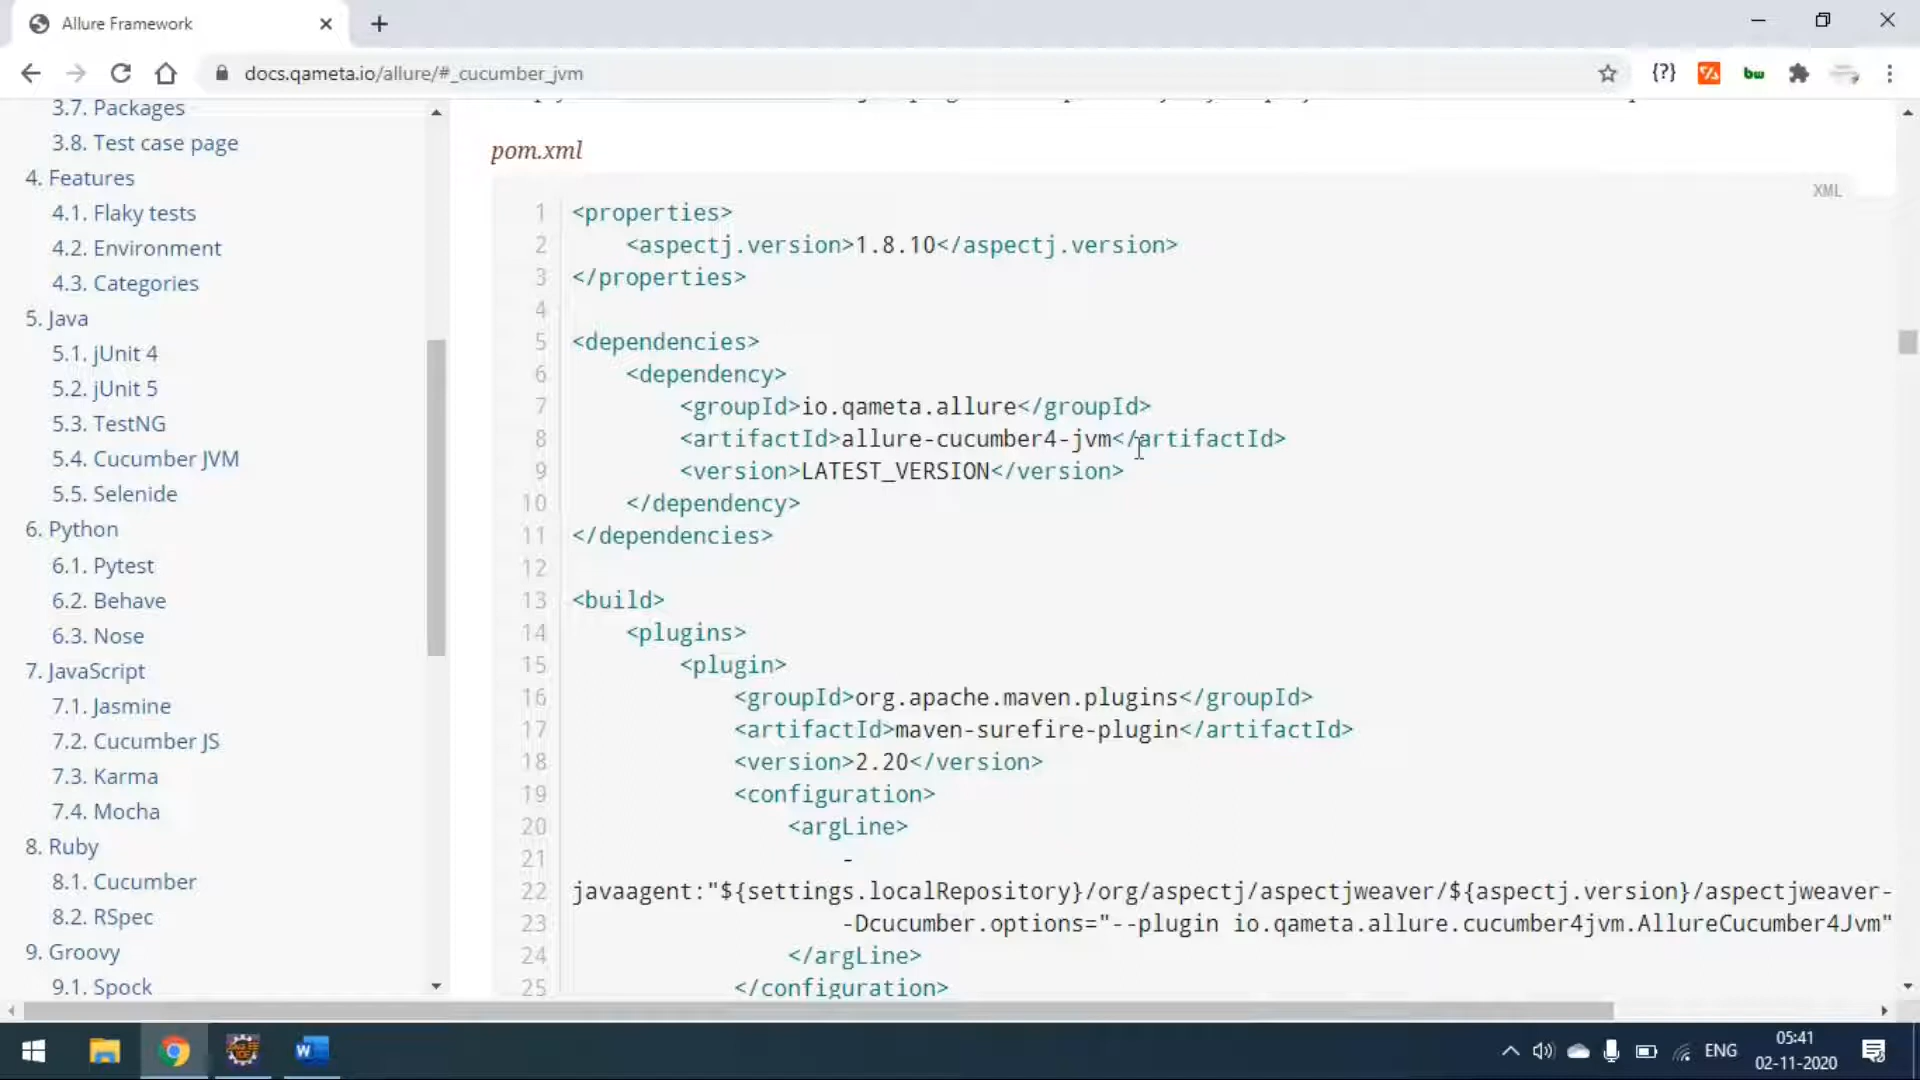 Allure Framework
docs.qameta.io/allure/#_cucumber_jvm
{?}
bw
3.7. Packages
3.8. Test case page
4. Features
4.1. Flaky tests
4.2. Environment
4.3. Categories
5. Java
5.1. jUnit 4
5.2. jUnit 5
5.3. TestNG
5.4. Cucumber JVM
5.5. Selenide
6. Python
6.1. Pytest
6.2. Behave
6.3. Nose
7. JavaScript
7.1. Jasmine
7.2. Cucumber JS
7.3. Karma
7.4. Mocha
8. Ruby
8.1. Cucumber
8.2. RSpec
9. Groovy
9.1. Spock
pom.xml
XML
1 <properties>
2 <aspectj.version>1.8.10</aspectj.version>
3 </properties>
4
5 <dependencies>
6 <dependency>
7 <groupId>io.qameta.allure</groupId>
8 <artifactId>allure-cucumber4-jvm</artifactId>
9 <version>LATEST_VERSION</version>
10 </dependency>
11 </dependencies>
12
13 <build>
14 <plugins>
15 <plugin>
16 <groupId>org.apache.maven.plugins</groupId>
17 <artifactId>maven-surefire-plugin</artifactId>
18 <version>2.20</version>
19 <configuration>
20 <argLine>
21 -
22 javaagent:"${settings.localRepository}/org/aspectj/aspectjweaver/${aspectj.version}/aspectjweaver-
23 -Dcucumber.options="--plugin io.qameta.allure.cucumber4jvm.AllureCucumber4Jvm"
24 </argLine>
25 </configuration>
ENG
05:41
02-11-2020